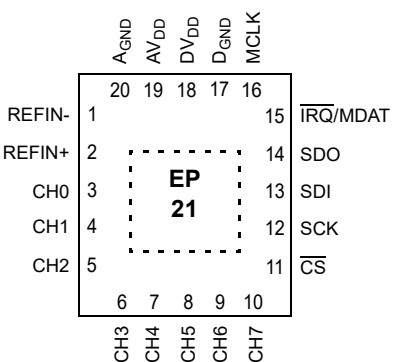 AGND AVDD DVDD DGND MCLK
20 19 18 17 16
REFIN- 1 15 IRQ/MDAT
REFIN+ 2 14 SDO
EP
CH0 3 13 SDI
21
CH1 4 12 SCK
CH2 5 11 CS
6 7 8 9 10
CH3 CH4 CH5 CH6 CH7